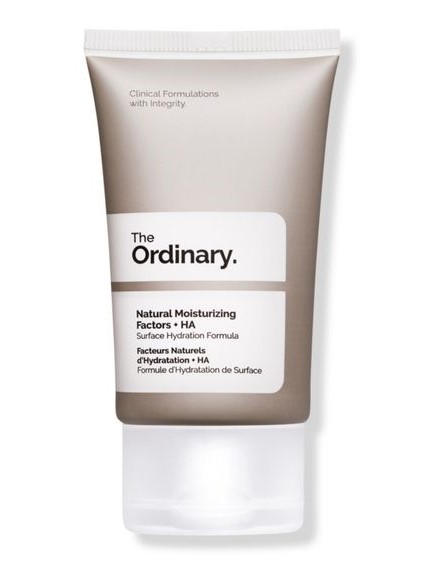 Clinical Formulations
with Integrity.
The
Ordinary.
Natural Moisturizing
Factors + HA
Surface Hydration Formula
Facteurs Naturels
d'Hydratation + HA
Formule d'Hydratation de Surface